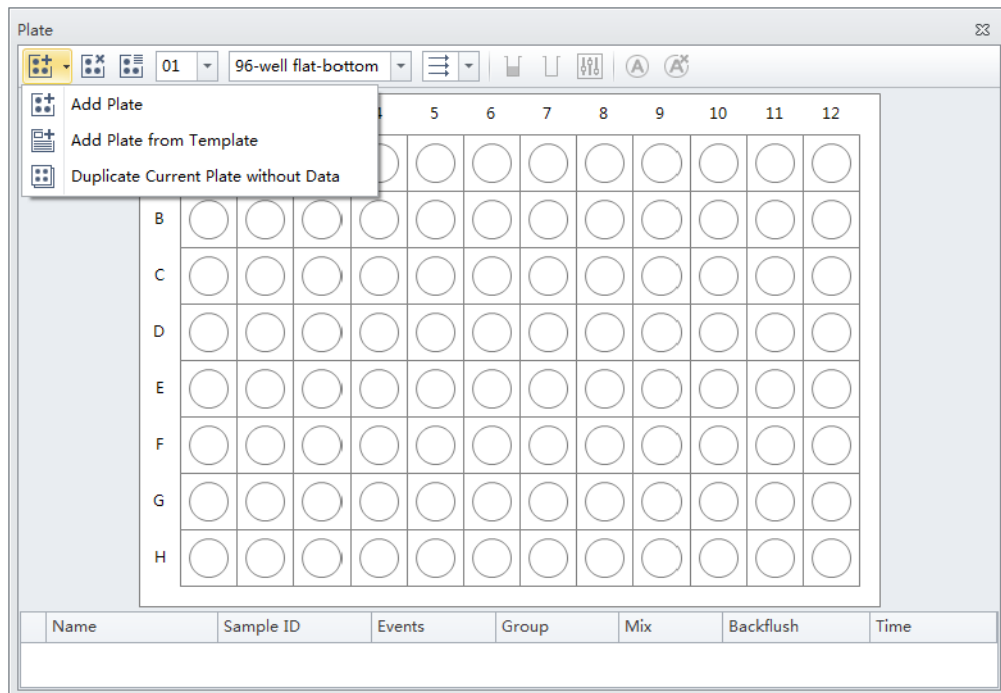 Plate
01 96-well flat-bottom A A
Add Plate
4 5 6 7 8 9 10 11 12
Add Plate from Template
Duplicate Current Plate without Data
B
C
D
E
F
G
H
Name Sample ID Events Group Mix Backflush Time